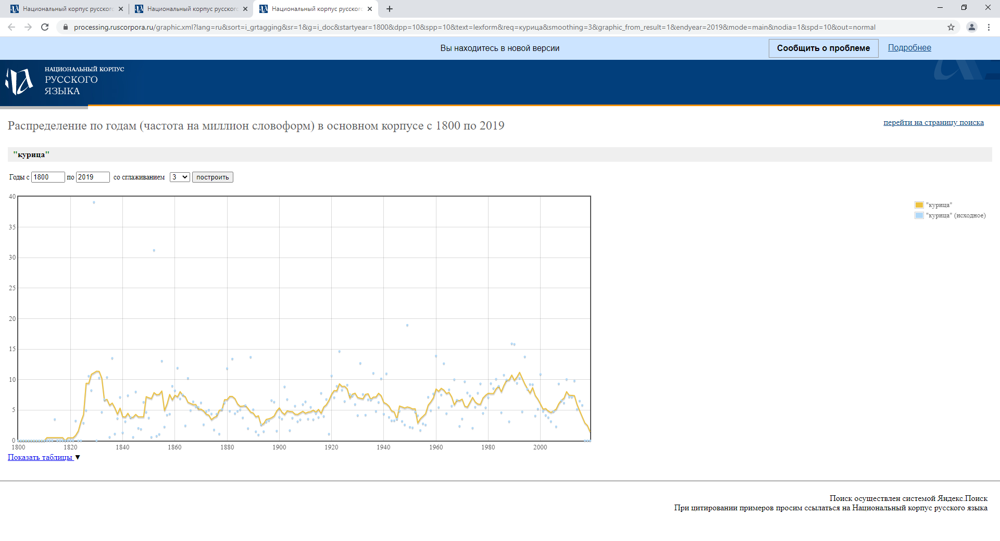 Национальный корпус русског
Национальный корпус русског
Национальный корпус русског
processing.ruscorpora.ru/graphic.xml?lang=ru&sort=i_grtagging&sr=1&g=i_doc&startyear=1800&dpp=10&spp=10&text=lexform&req=курица&smoothing=3&graphic_from_result=1&endyear=2019&mode=main&nodia=1&spd=10&out=normal
Вы находитесь в новой версии
Сообщить о проблеме
Подробнее
НАЦИОНАЛЬНЫЙ КОРПУС
РУССКОГО
ЯЗЫКА
Распределение по годам (частота на миллион словоформ) в основном корпусе с 1800 по 2019
перейти на страницу поиска
"курица"
Годы с 1800 по 2019 со сглаживанием 3 построить
40
35
30
25
20
15
10
5
0
1800 1820 1840 1860 1880 1900 1920 1940 1960 1980 2000
"курица"
"курица" (исходное)
Показать таблицы ▼
Поиск осуществлен системой Яндекс.Поиск
При цитировании примеров просим ссылаться на Национальный корпус русского языка